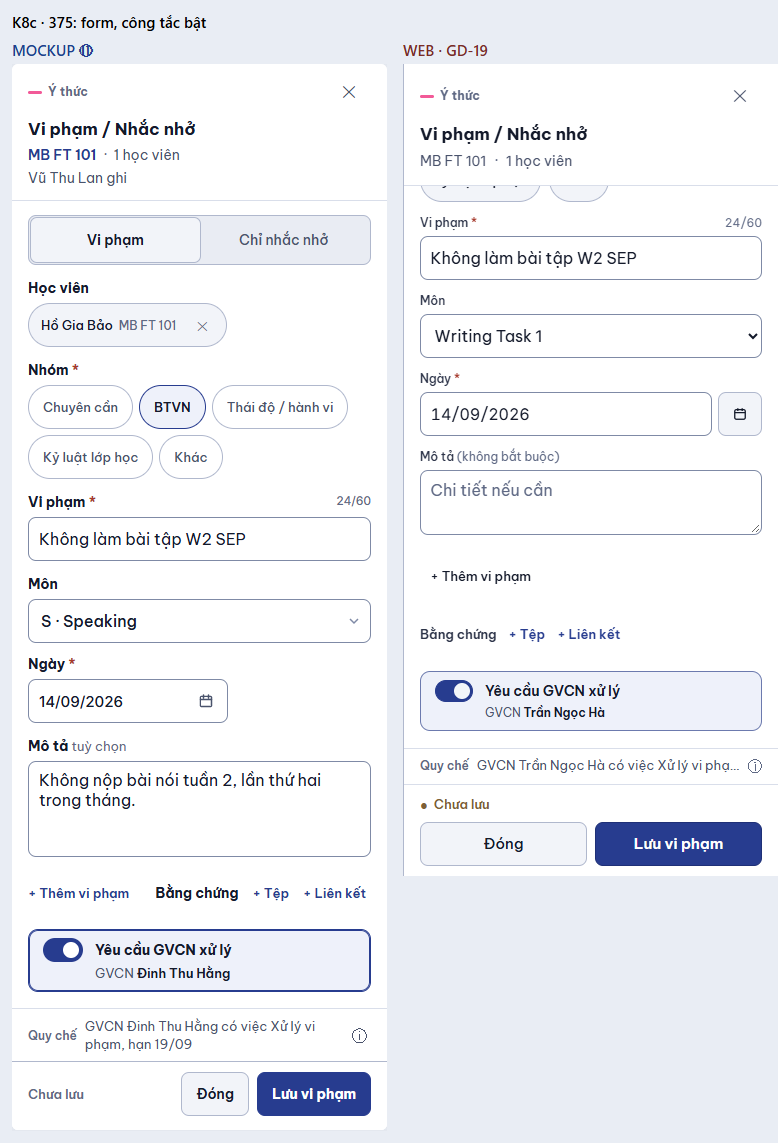 K8c · 375: form, công tắc bật
MOCKUP
Ý thức
Vi phạm / Nhắc nhở
MB FT 101 · 1 học viên
Vũ Thu Lan ghi
Vi phạm
Chỉ nhắc nhở
Học viên
Hồ Gia Bảo MB FT 101
Nhóm *
Chuyên cần
BTVN
Thái độ / hành vi
Kỷ luật lớp học
Khác
Vi phạm *
24/60
Không làm bài tập W2 SEP
Môn
S · Speaking
Ngày *
14/09/2026
Mô tả tuỳ chọn
Không nộp bài nói tuần 2, lần thứ hai
trong tháng.
+ Thêm vi phạm
Bằng chứng
+ Tệp
+ Liên kết
Yêu cầu GVCN xử lý
GVCN Đinh Thu Hằng
Quy chế
GVCN Đinh Thu Hằng có việc Xử lý vi
phạm, hạn 19/09
Chưa lưu
Đóng
Lưu vi phạm
WEB · GD-19
Ý thức
Vi phạm / Nhắc nhở
MB FT 101 · 1 học viên
Vi phạm *
24/60
Không làm bài tập W2 SEP
Môn
Writing Task 1
Ngày *
14/09/2026
Mô tả (không bắt buộc)
Chi tiết nếu cần
+ Thêm vi phạm
Bằng chứng
+ Tệp
+ Liên kết
Yêu cầu GVCN xử lý
GVCN Trần Ngọc Hà
Quy chế
GVCN Trần Ngọc Hà có việc Xử lý vi phạ...
Chưa lưu
Đóng
Lưu vi phạm